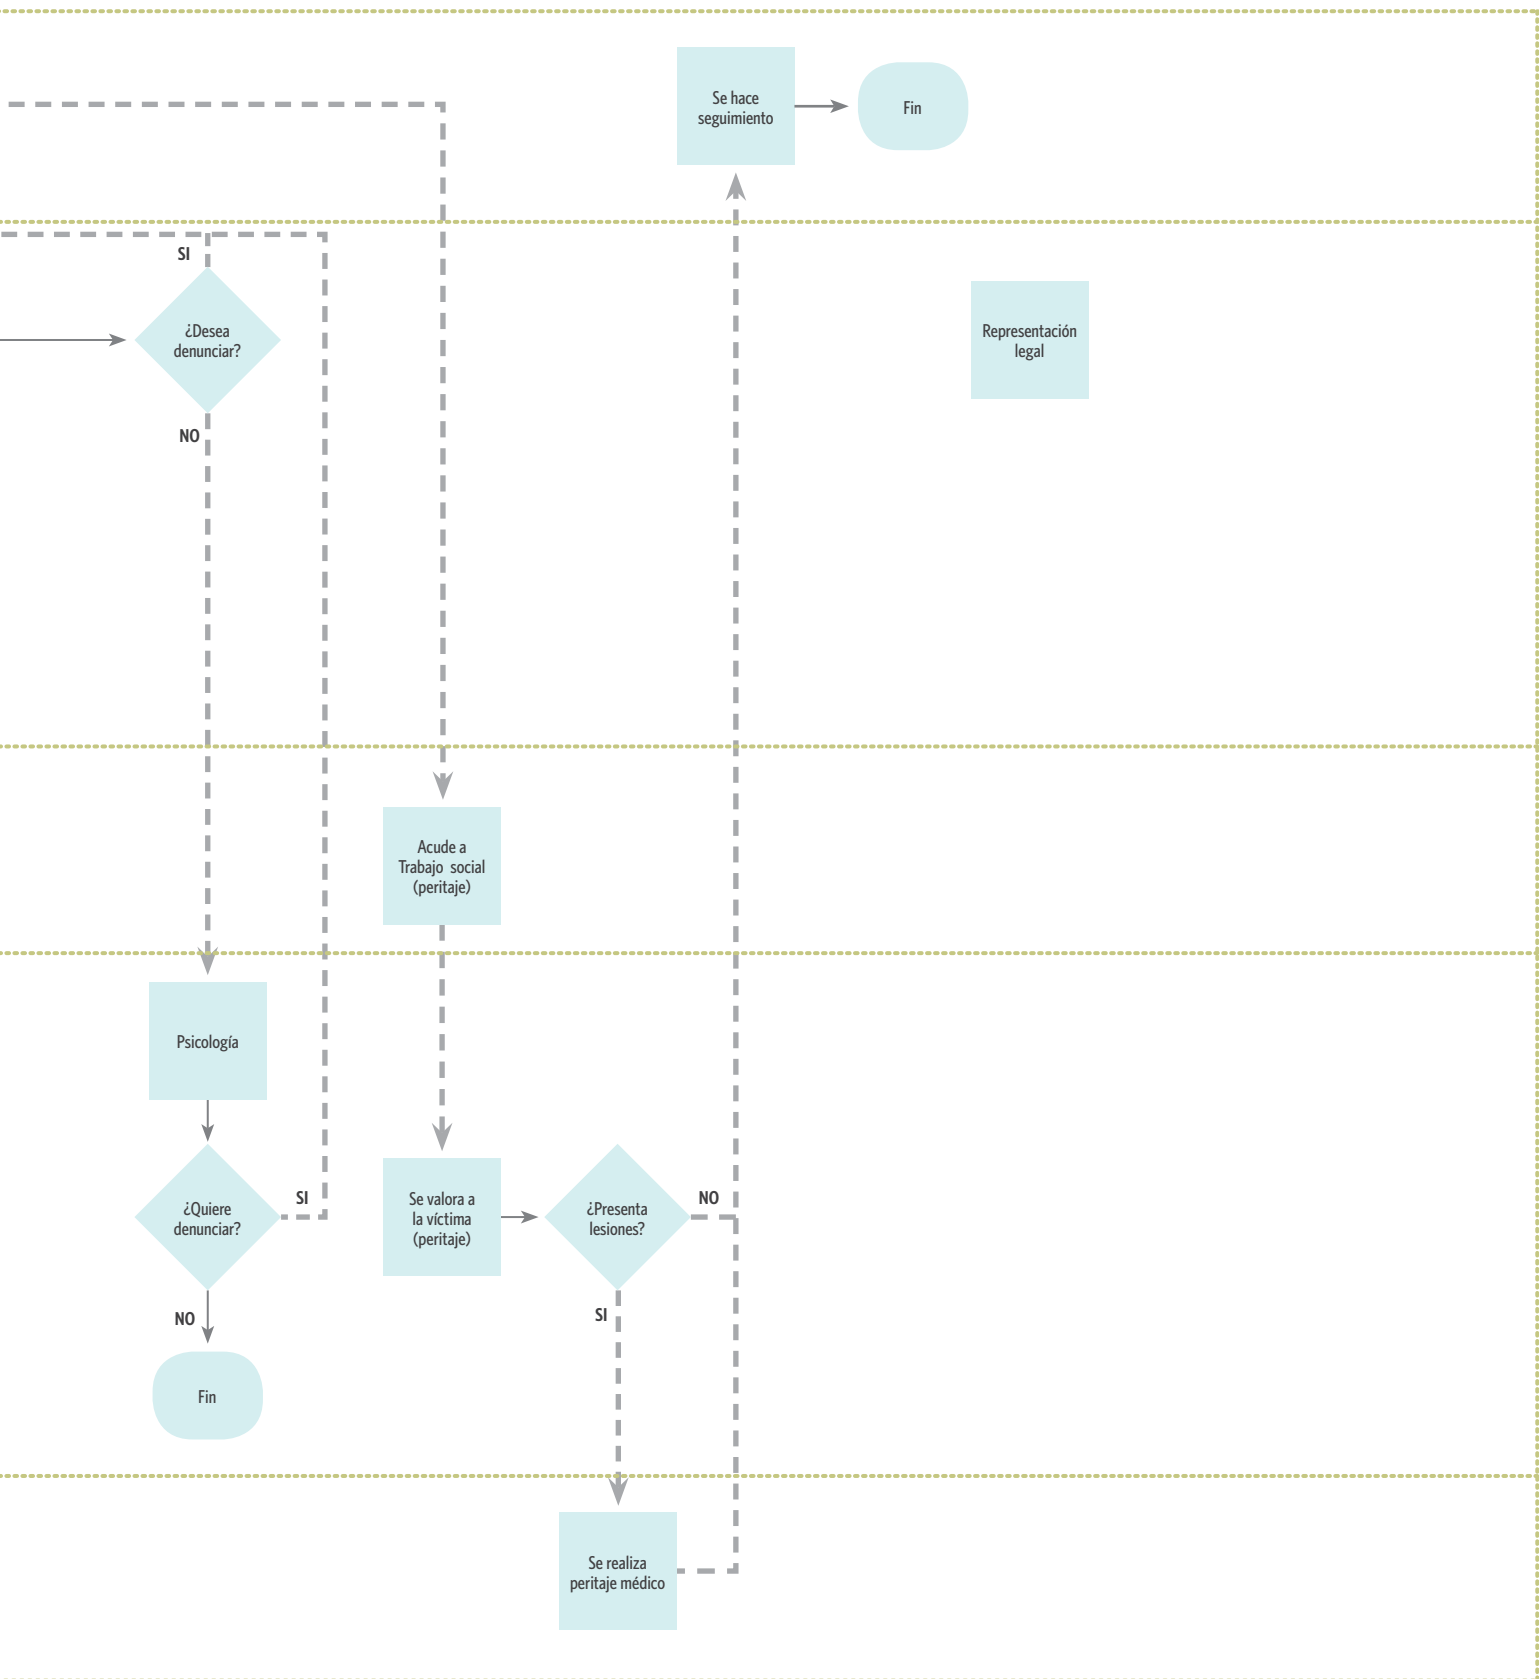 Se hace
seguimiento
Fin
SI
¿Desea
denunciar?
NO
Representación
legal
Acude a
Trabajo social
(peritaje)
Psicología
¿Quiere
denunciar?
SI
NO
Fin
Se valora a
la víctima
(peritaje)
¿Presenta
lesiones?
NO
SI
Se realiza
peritaje médico